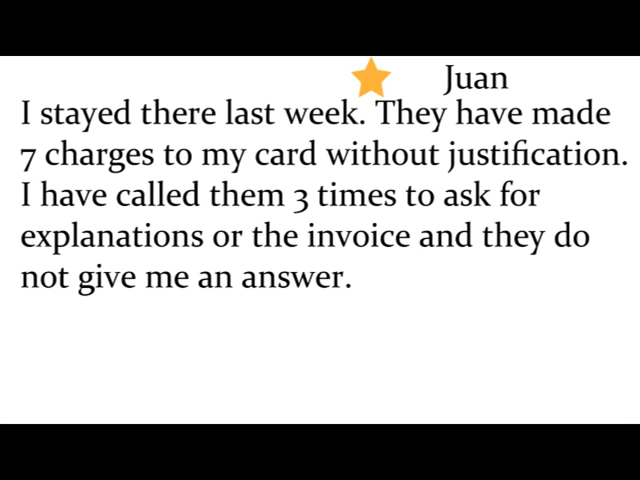 Juan
I stayed there last week. They have made
7 charges to my card without justification.
I have called them 3 times to ask for
explanations or the invoice and they do
not give me an answer.